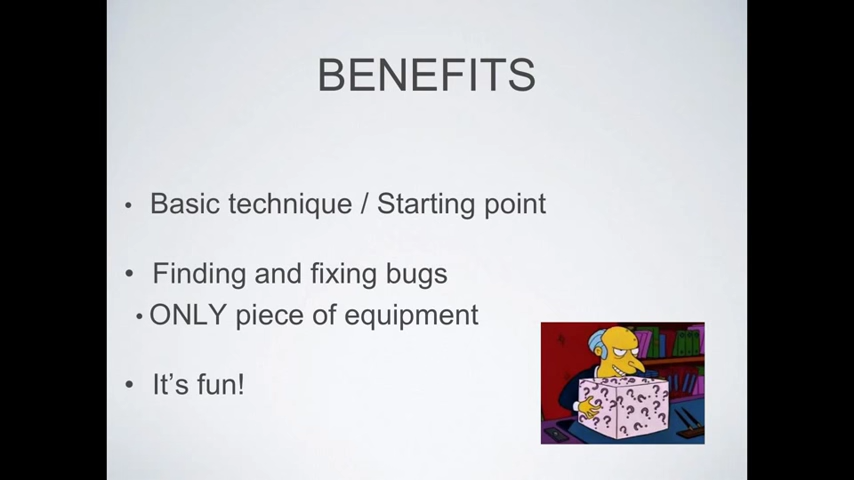 BENEFITS
• Basic technique / Starting point
• Finding and fixing bugs
• ONLY piece of equipment
• It’s fun!